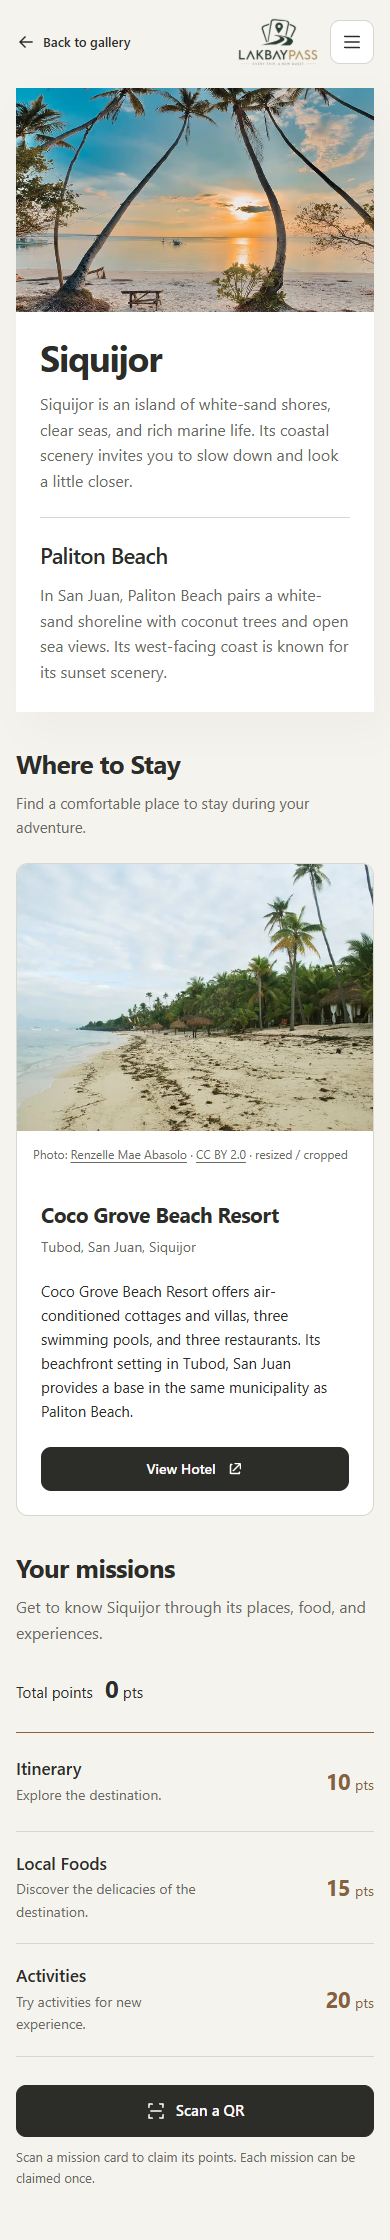 Back to gallery
LAKBAYPASS
Siquijor
Siquijor is an island of white-sand shores,
clear seas, and rich marine life. Its coastal
scenery invites you to slow down and look
a little closer.
Paliton Beach
In San Juan, Paliton Beach pairs a white-
sand shoreline with coconut trees and open
sea views. Its west-facing coast is known for
its sunset scenery.
Where to Stay
Find a comfortable place to stay during your
adventure.
Photo: Renzelle Mae Abasolo · CC BY 2.0 · resized / cropped
Coco Grove Beach Resort
Tubod, San Juan, Siquijor
Coco Grove Beach Resort offers air-
conditioned cottages and villas, three
swimming pools, and three restaurants. Its
beachfront setting in Tubod, San Juan
provides a base in the same municipality as
Paliton Beach.
View Hotel
Your missions
Get to know Siquijor through its places, food, and
experiences.
Total points 0 pts
Itinerary
Explore the destination.
10 pts
Local Foods
Discover the delicacies of the
destination.
15 pts
Activities
Try activities for new
experience.
20 pts
Scan a QR
Scan a mission card to claim its points. Each mission can be
claimed once.